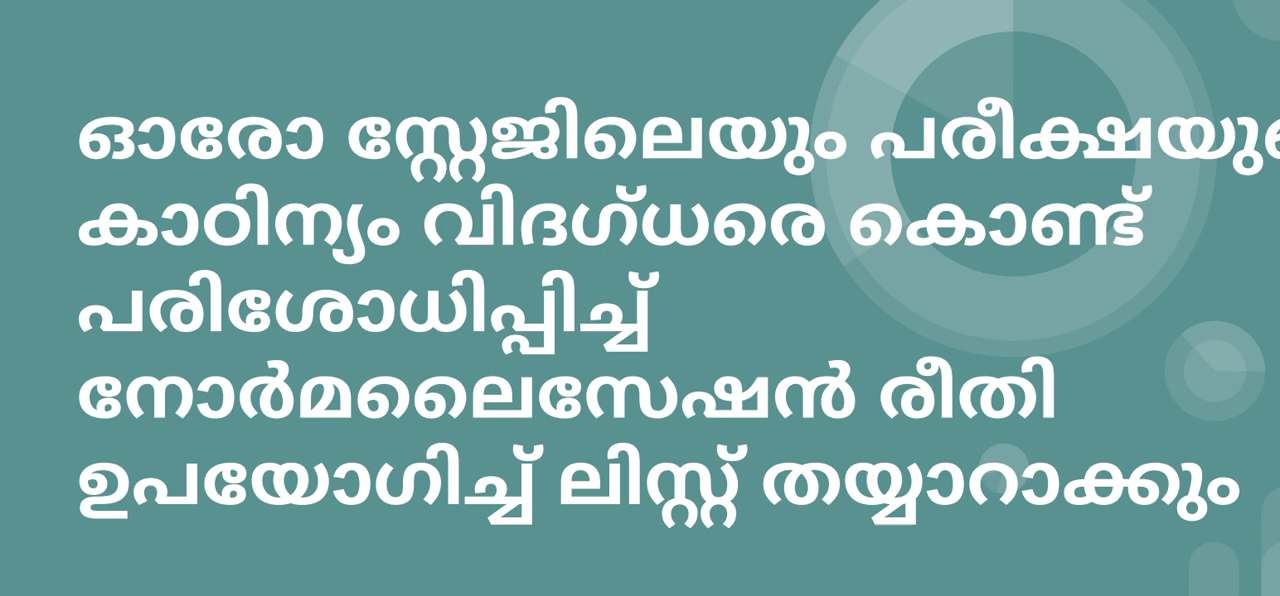 ഓരോ സ്റ്റേജിലെയും പരീക്ഷയുടെ
കാഠിന്യം വിദഗ്ധരെ കൊണ്ട്
പരിശോധിപ്പിച്ച്
നോർമലൈസേഷൻ രീതി
ഉപയോഗിച്ച് ലിസ്റ്റ് തയ്യാറാക്കും